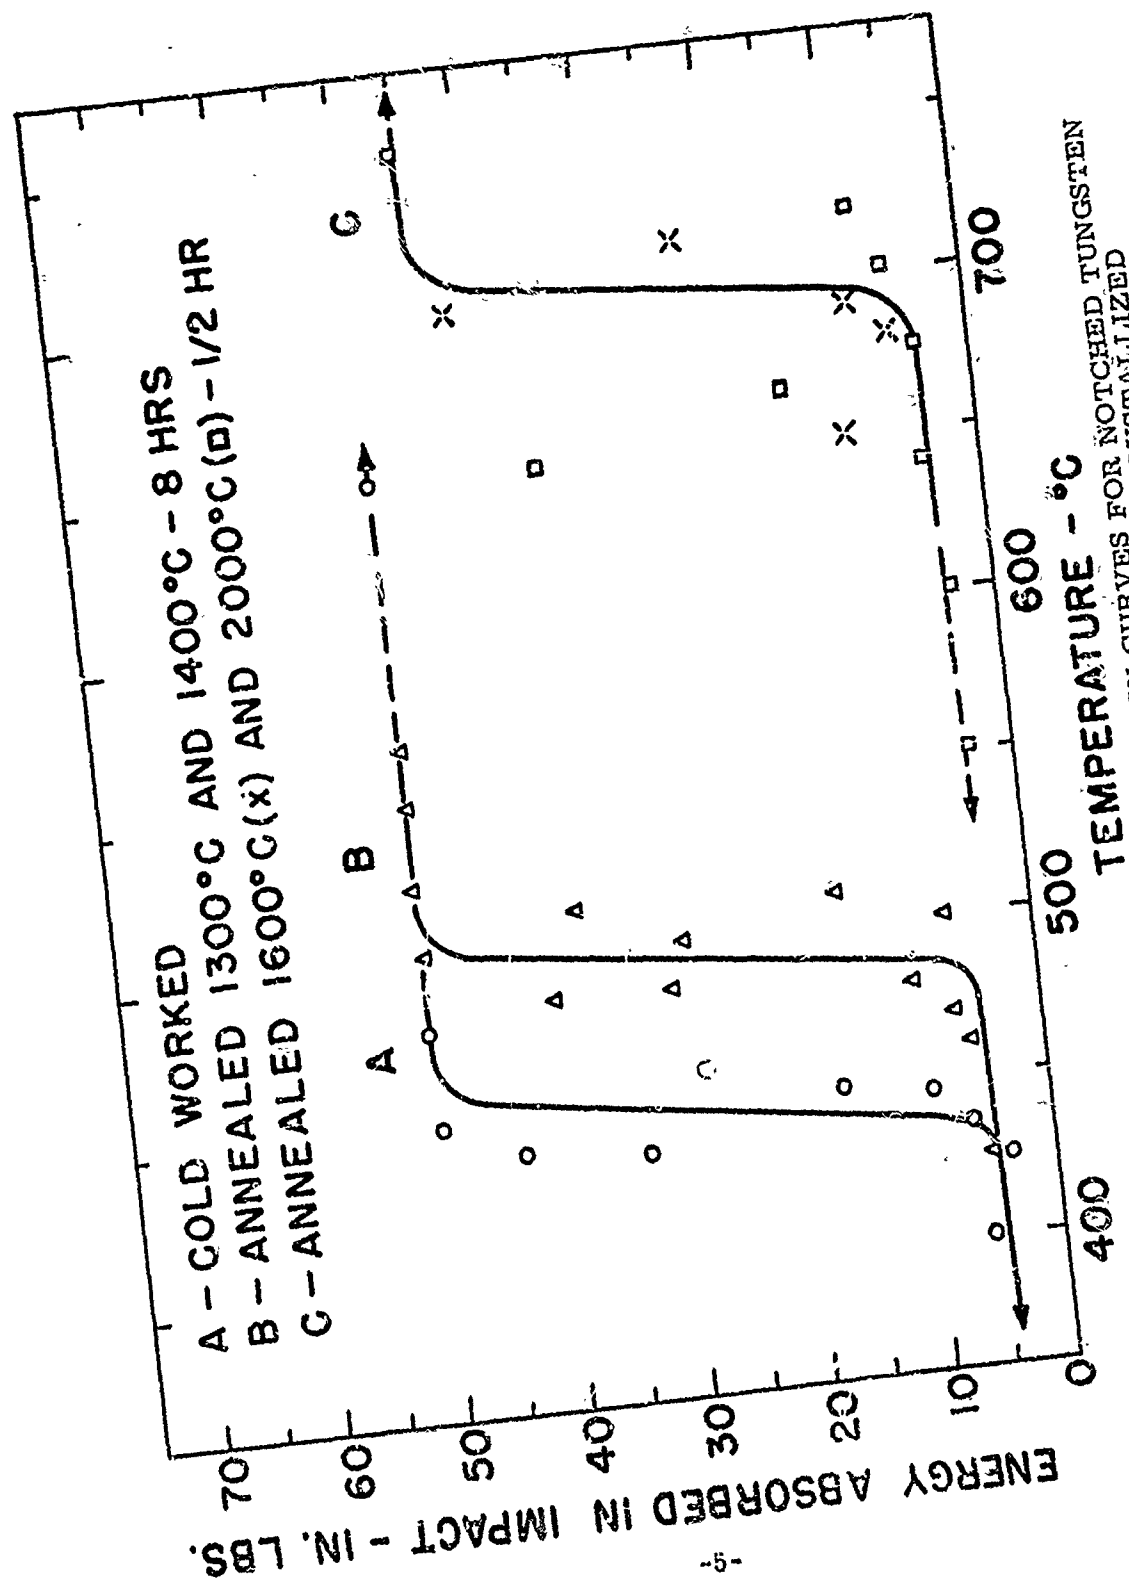 A – COLD WORKED
B – ANNEALED 1300°C AND 1400°C – 8 HRS
C – ANNEALED 1600°C (X) AND 2000°C (□) – 1/2 HR
A
B
C
ENERGY ABSORBED IN IMPACT – IN. LBS.
70
60
50
40
30
20
10
0
400
500
600
700
TEMPERATURE – °C
CURVES FOR NOTCHED TUNGSTEN
-5-